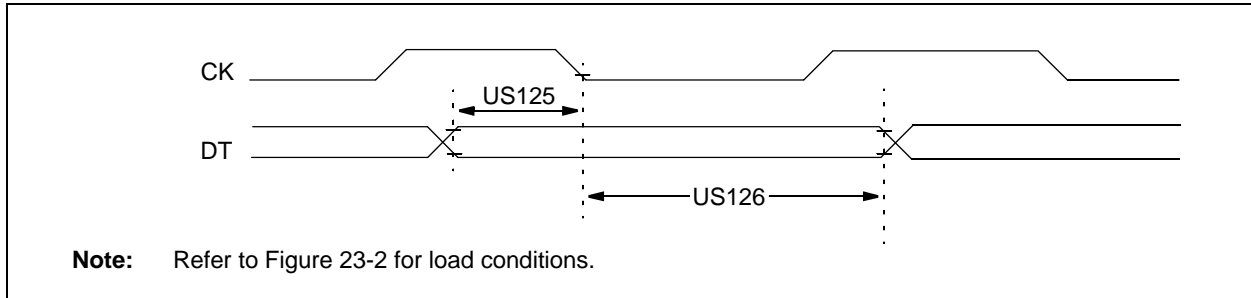 CK
US125
DT
US126
Note: Refer to Figure 23-2 for load conditions.